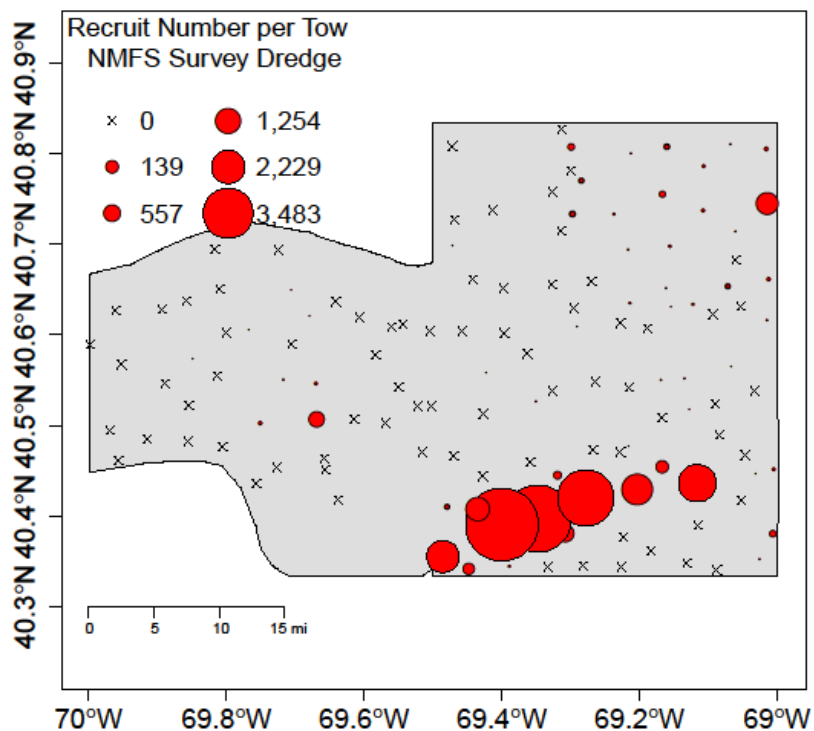 Recruit Number per Tow
NMFS Survey Dredge
0 1,254
139 2,229
557 3,483
40.9°N
40.8°N
40.7°N
40.6°N
40.5°N
40.4°N
40.3°N
0 5 10 15 mi
70°W 69.8°W 69.6°W 69.4°W 69.2°W 69°W